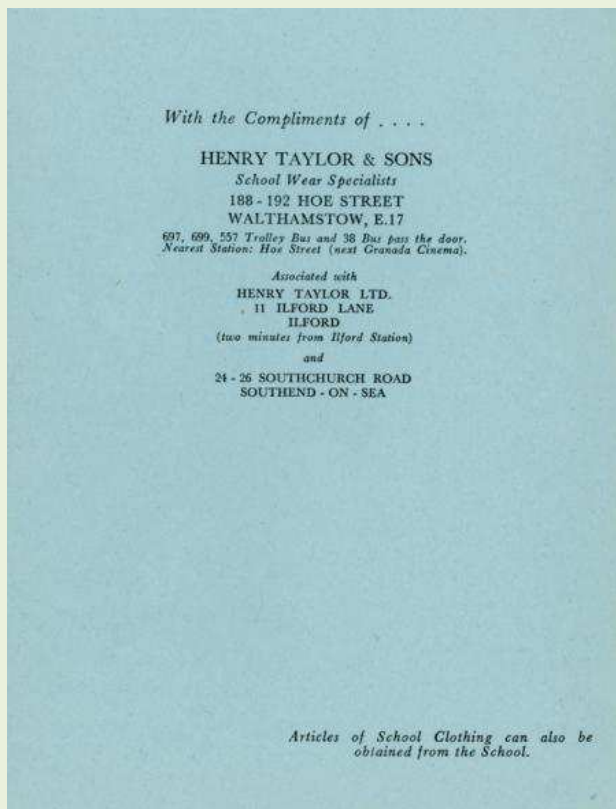 With the Compliments of . . . .
HENRY TAYLOR & SONS
School Wear Specialists
188 - 192 HOE STREET
WALTHAMSTOW, E.17
697, 699, 557 Trolley Bus and 38 Bus pass the door.
Nearest Station: Hoe Street (next Granada Cinema).
Associated with
HENRY TAYLOR LTD.
11 ILFORD LANE
ILFORD
(two minutes from Ilford Station)
and
24 - 26 SOUTHCHURCH ROAD
SOUTHEND - ON - SEA
Articles of School Clothing can also be
obtained from the School.